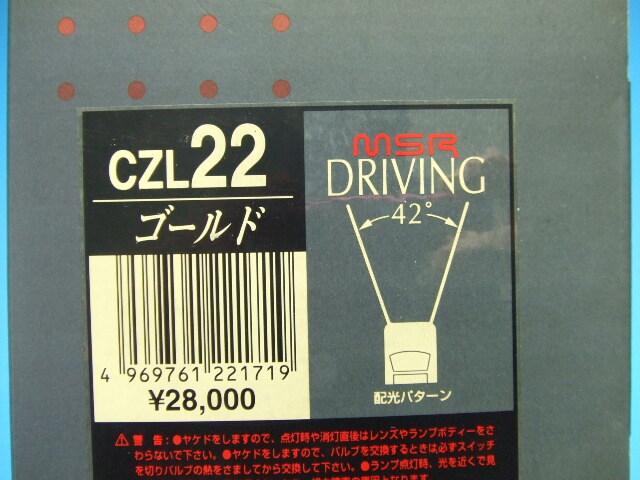 CZL22
ゴールド
4 969761 221719
¥28,000
MSR
DRIVING
42°
配光パターン
⚠警 告:●ヤケドをしますので、点灯時や消灯直後はレンズやランプボディーをさ
わらないで下さい。●ヤケドをしますので、バルブを交換するときは必ずスイッチ
を切りバルブの熱をさましてから交換して下さい。●ランプ点灯時、光を近くで見